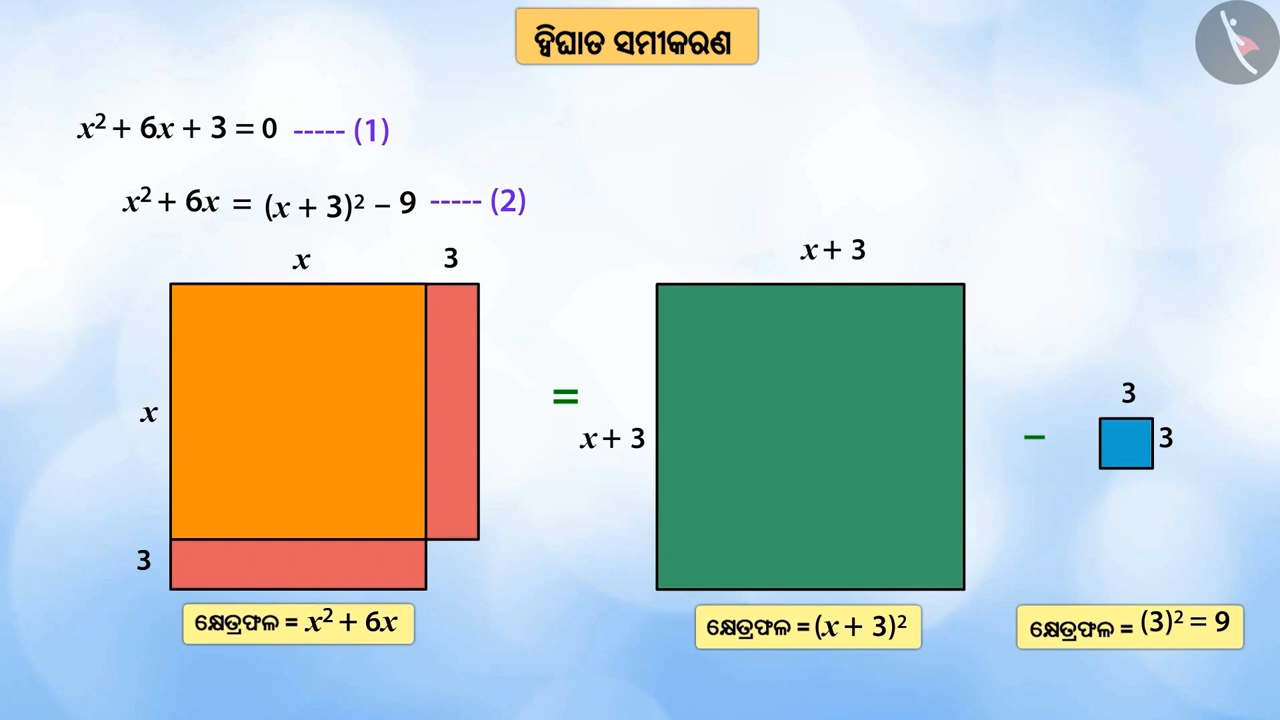 ଦ୍ୱିଘାତ ସମୀକରଣ
x² + 6x + 3 = 0 ----- (1)
x² + 6x = (x + 3)² − 9 ----- (2)
x 3
x + 3
x
=
x + 3
−
3
3
3
କ୍ଷେତ୍ରଫଳ = x² + 6x
କ୍ଷେତ୍ରଫଳ = (x + 3)²
କ୍ଷେତ୍ରଫଳ = (3)² = 9